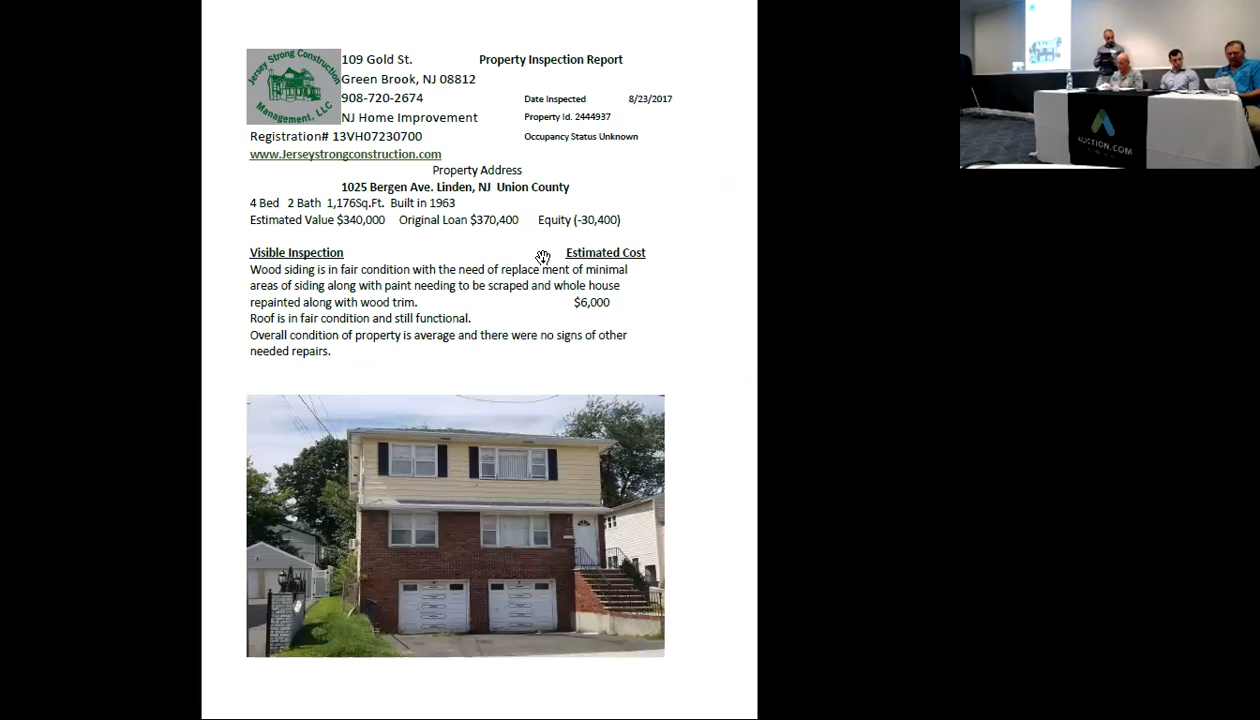 Jersey Strong Construction
Management, LLC
109 Gold St.
Green Brook, NJ 08812
908-720-2674
NJ Home Improvement
Registration# 13VH07230700
www.Jerseystrongconstruction.com
Property Inspection Report
Date Inspected 8/23/2017
Property Id. 2444937
Occupancy Status Unknown
Property Address
1025 Bergen Ave. Linden, NJ Union County
4 Bed 2 Bath 1,176Sq.Ft. Built in 1963
Estimated Value $340,000 Original Loan $370,400 Equity (-30,400)
Visible Inspection Estimated Cost
Wood siding is in fair condition with the need of replace ment of minimal
areas of siding along with paint needing to be scraped and whole house
repainted along with wood trim. $6,000
Roof is in fair condition and still functional.
Overall condition of property is average and there were no signs of other
needed repairs.
AUCTION.COM